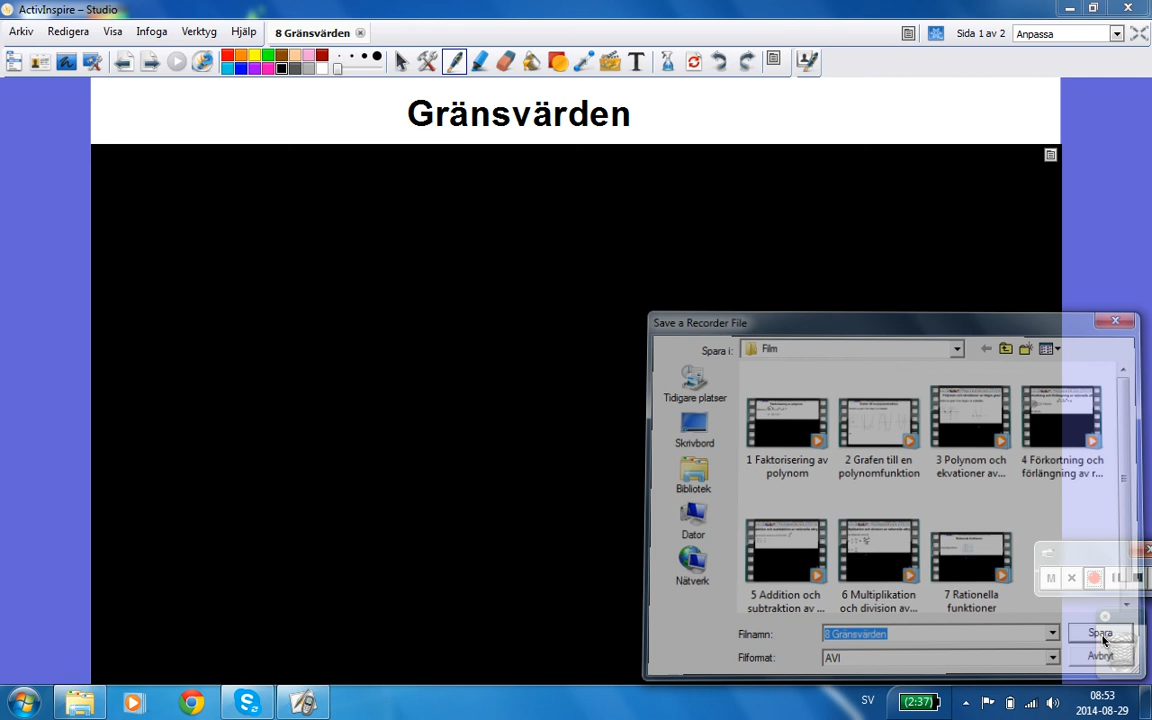 ActivInspire – Studio
Arkiv Redigera Visa Infoga Verktyg Hjälp 8 Gränsvärden Sida 1 av 2 Anpassa
T
Gränsvärden
Save a Recorder File
Spara i: Film
Tidigare platser
Skrivbord
Bibliotek
Dator
Nätverk
1 Faktorisering av polynom
2 Grafen till en polynomfunktion
3 Polynom och ekvationer av...
4 Förkortning och förlängning av r...
5 Addition och subtraktion av ...
6 Multiplikation och division av...
7 Rationella funktioner
M
Filnamn: 8 Gränsvärden Spara
Filformat: AVI Avbryt
SV (2:37) 08:53
2014-08-29